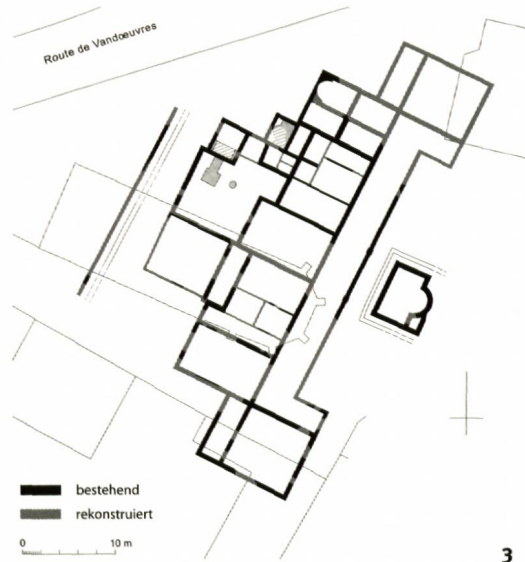 Route de Vandœuvres
bestehend
rekonstruiert
0 10 m
3